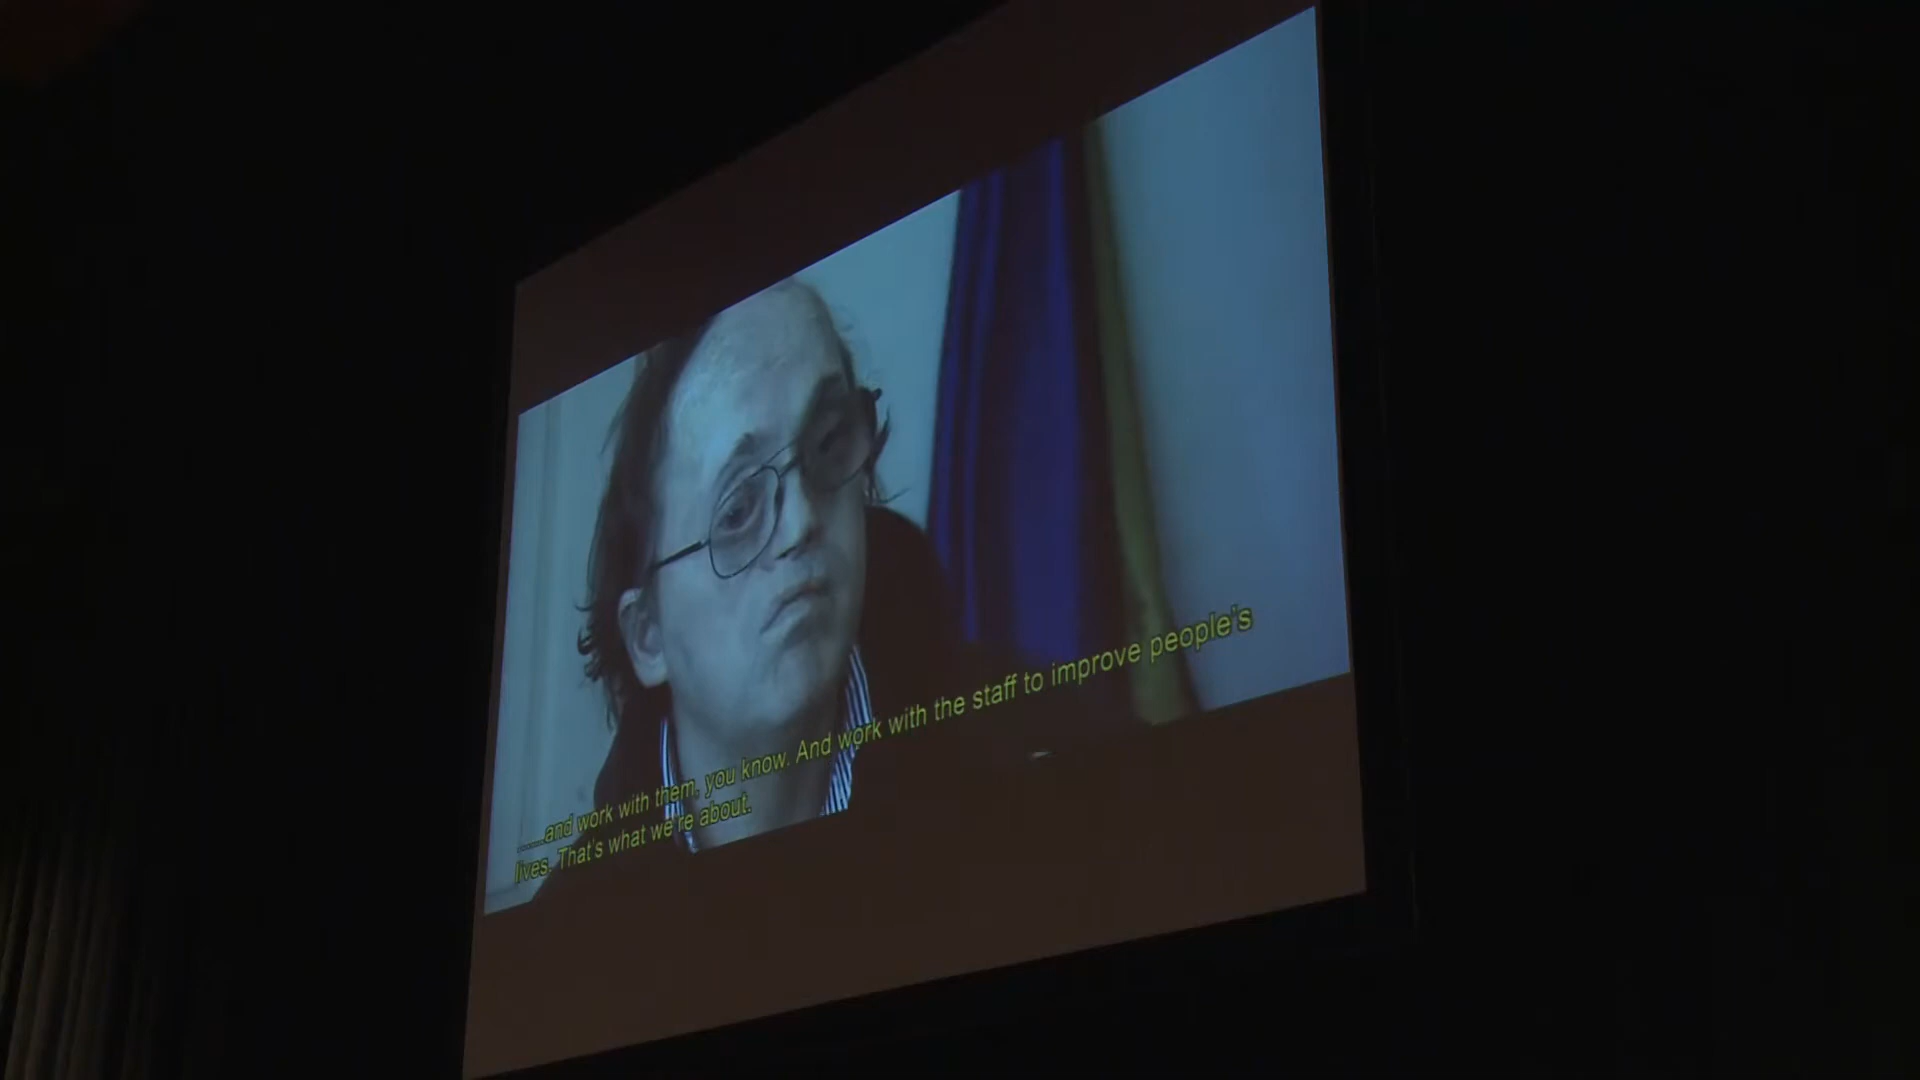 ......and work with them, you know. And work with the staff to improve people's
lives. That's what we're about.